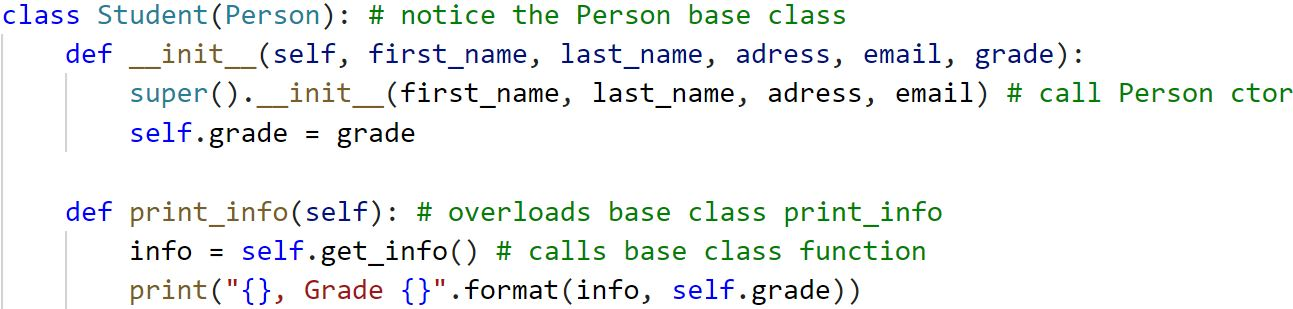 class Student(Person): # notice the Person base class
    def __init__(self, first_name, last_name, adress, email, grade):
        super().__init__(first_name, last_name, adress, email) # call Person ctor
        self.grade = grade

    def print_info(self): # overloads base class print_info
        info = self.get_info() # calls base class function
        print("{}, Grade {}".format(info, self.grade))